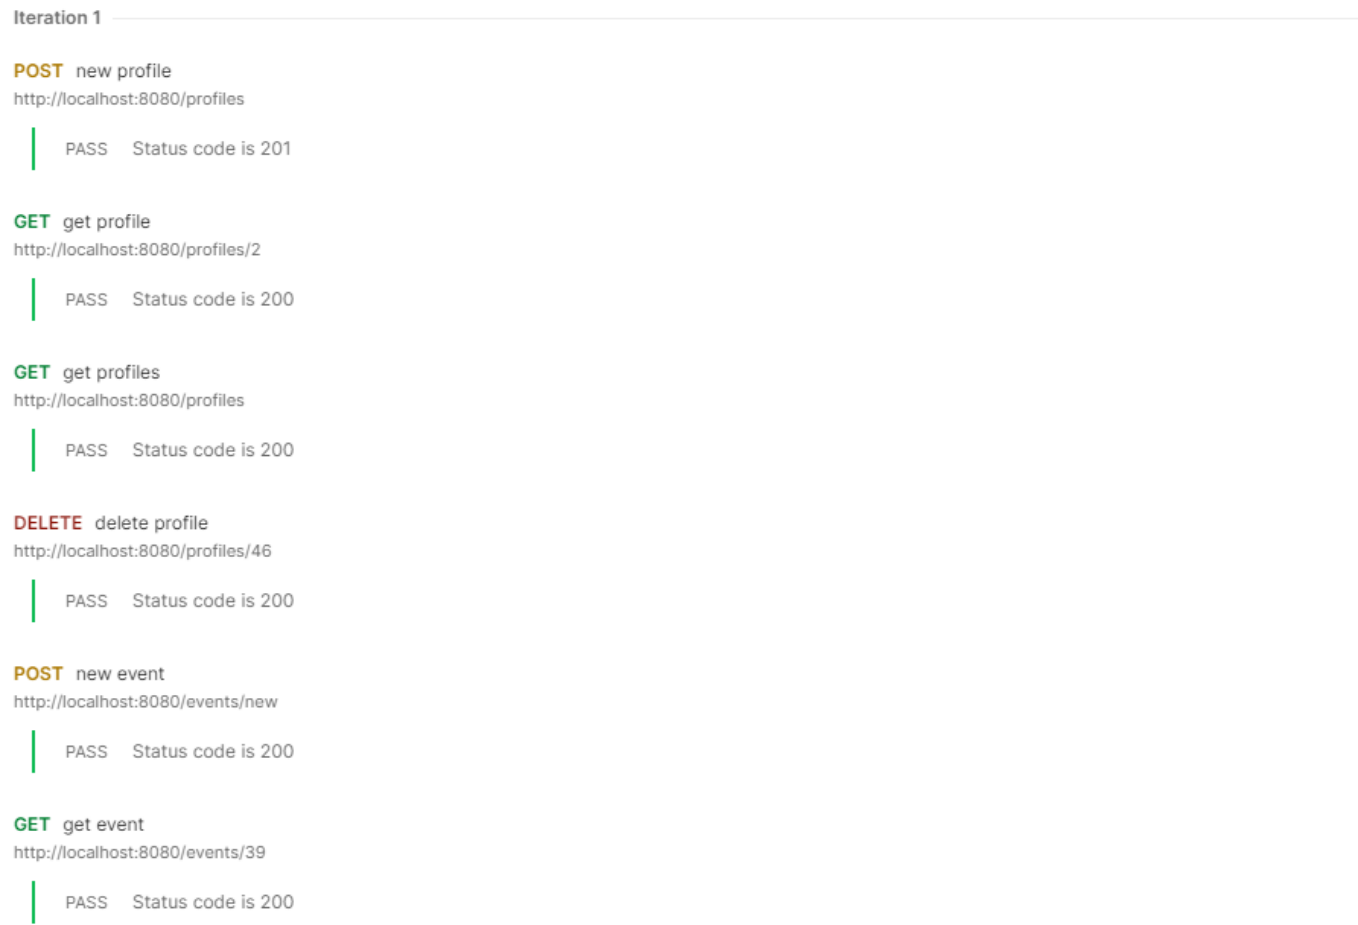 Iteration 1
POST new profile
http://localhost:8080/profiles
PASS Status code is 201
GET get profile
http://localhost:8080/profiles/2
PASS Status code is 200
GET get profiles
http://localhost:8080/profiles
PASS Status code is 200
DELETE delete profile
http://localhost:8080/profiles/46
PASS Status code is 200
POST new event
http://localhost:8080/events/new
PASS Status code is 200
GET get event
http://localhost:8080/events/39
PASS Status code is 200